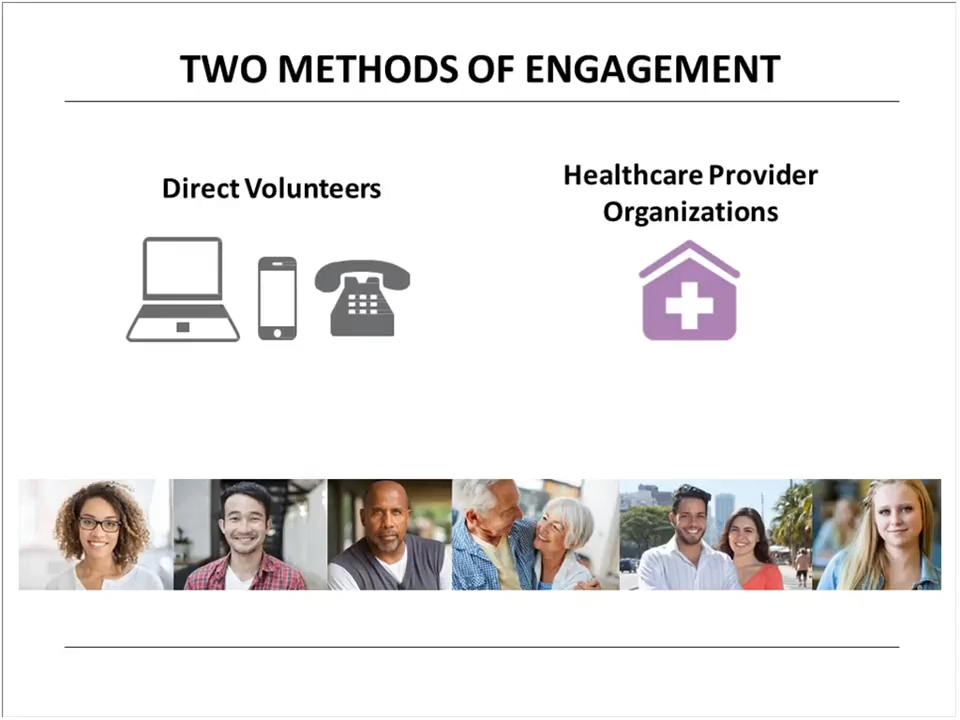 TWO METHODS OF ENGAGEMENT
Direct Volunteers
Healthcare Provider
Organizations